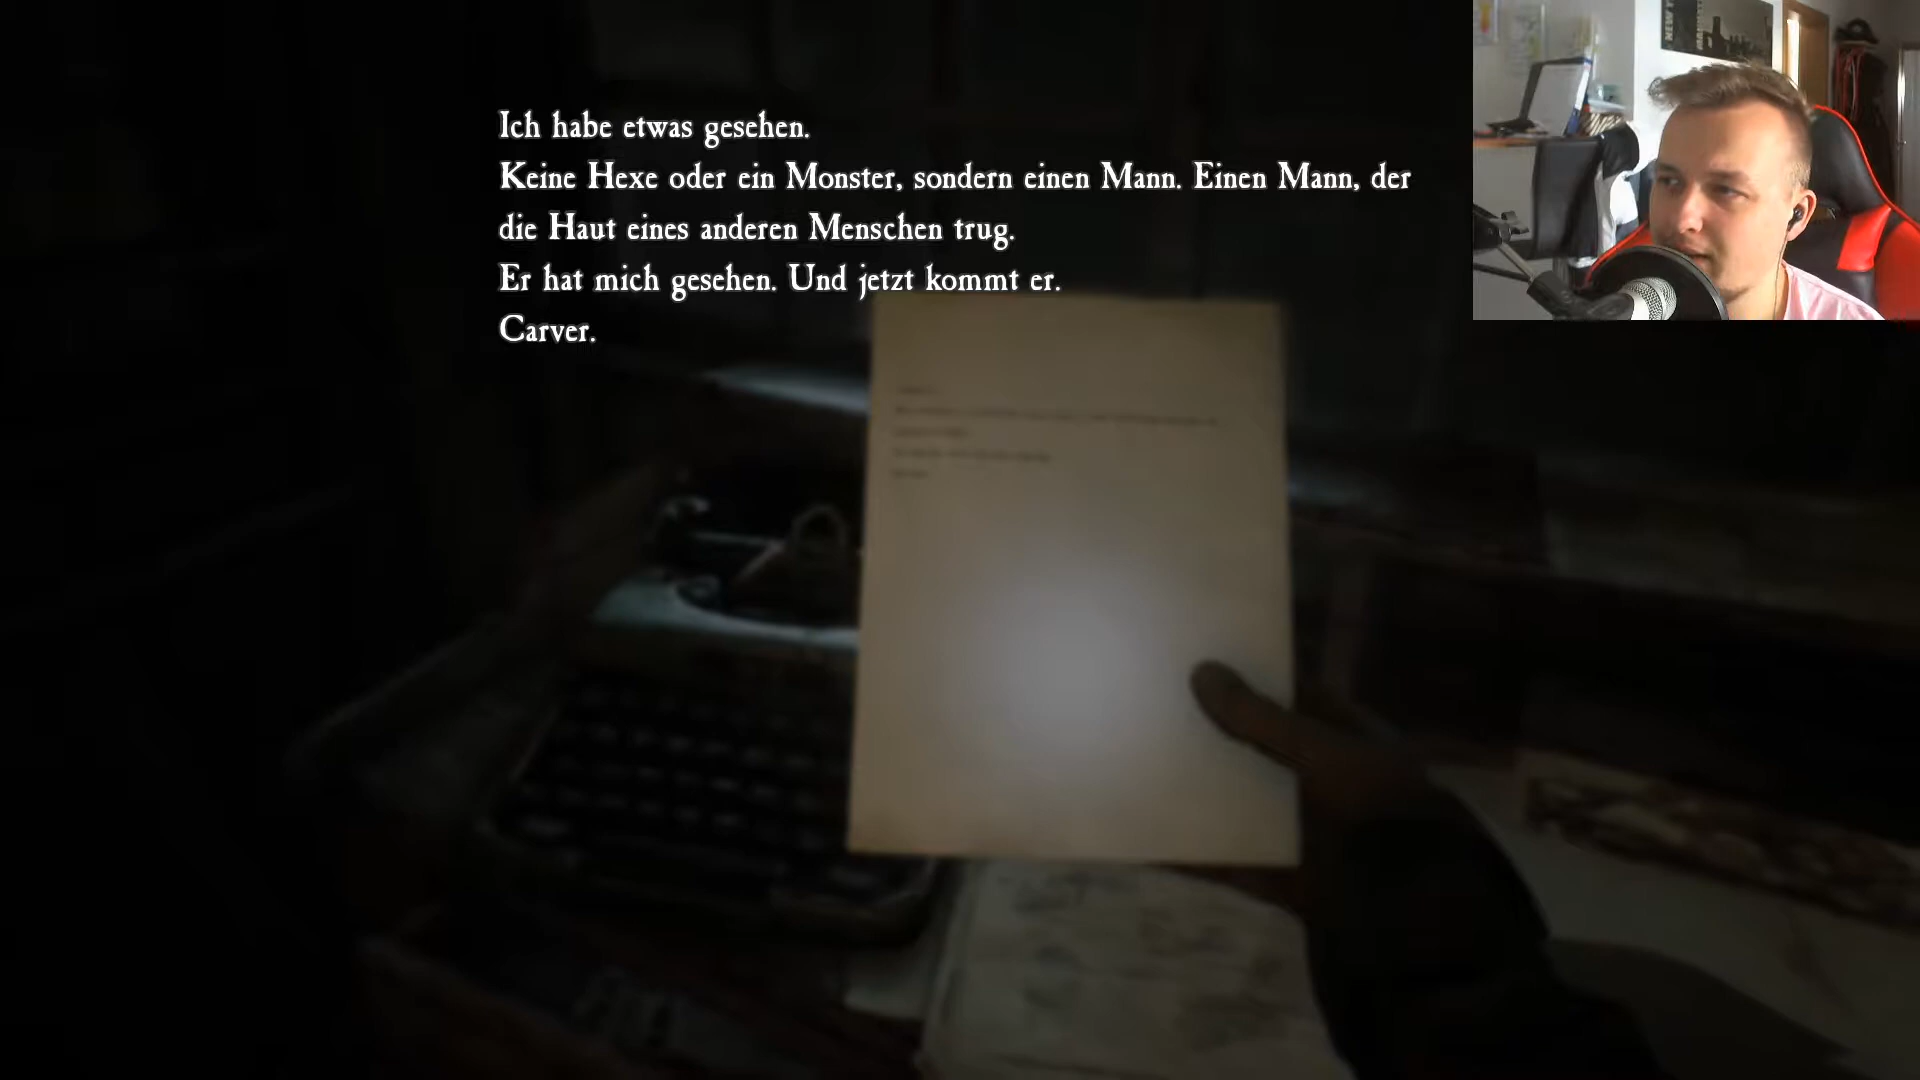 Ich habe etwas gesehen.
Keine Hexe oder ein Monster, sondern einen Mann. Einen Mann, der
die Haut eines anderen Menschen trug.
Er hat mich gesehen. Und jetzt kommt er.
Carver.
NEW Y